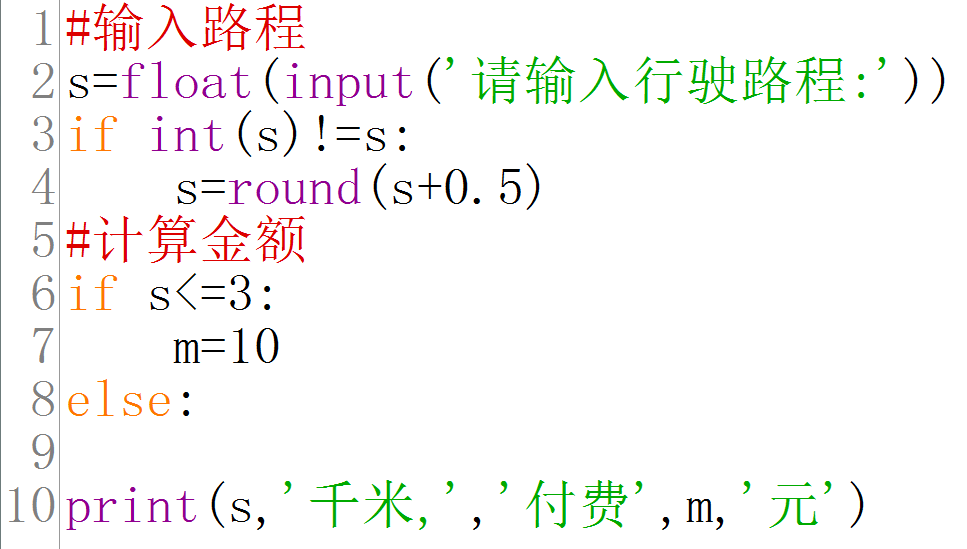 1 #输入路程
2 s=float(input('请输入行驶路程:'))
3 if int(s)!=s:
4     s=round(s+0.5)
5 #计算金额
6 if s<=3:
7     m=10
8 else:
9
10 print(s,'千米,','付费',m,'元')